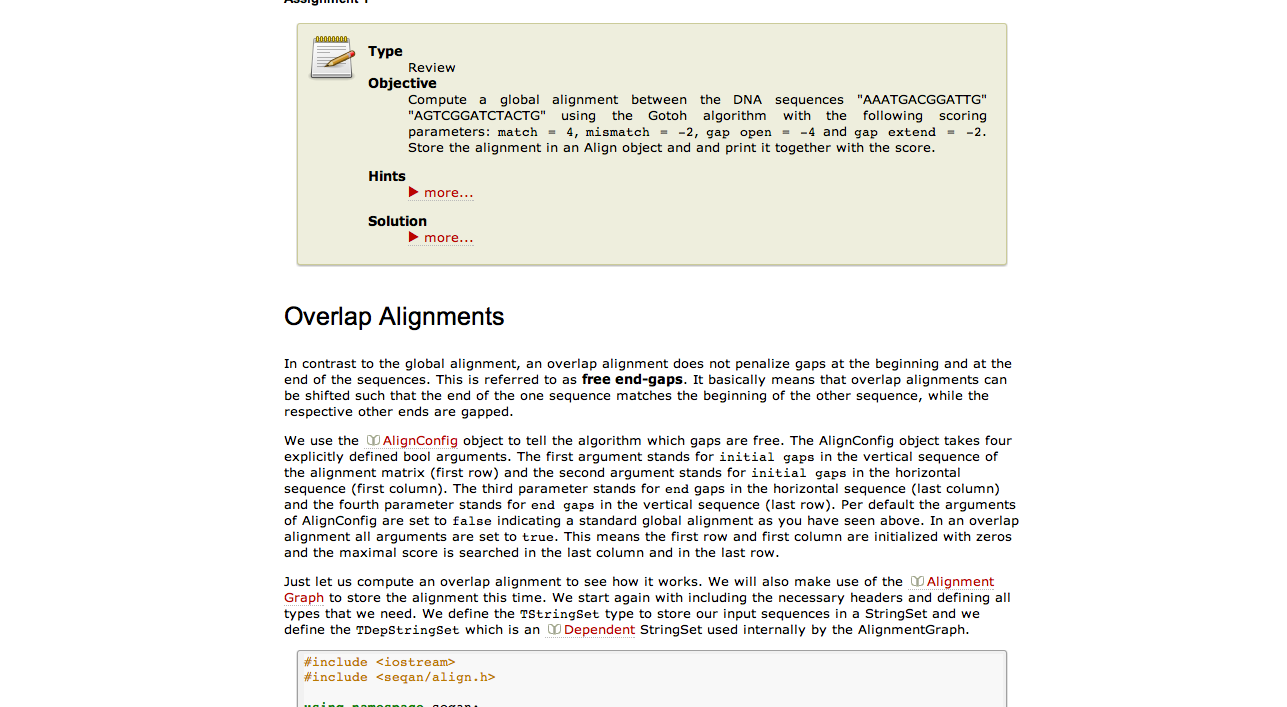 Assignment 1
Type
Review
Objective
Compute a global alignment between the DNA sequences "AAATGACGGATTG"
"AGTCGGATCTACTG" using the Gotoh algorithm with the following scoring
parameters: match = 4, mismatch = -2, gap open = -4 and gap extend = -2.
Store the alignment in an Align object and and print it together with the score.
Hints
more...
Solution
more...
Overlap Alignments
In contrast to the global alignment, an overlap alignment does not penalize gaps at the beginning and at the
end of the sequences. This is referred to as free end-gaps. It basically means that overlap alignments can
be shifted such that the end of the one sequence matches the beginning of the other sequence, while the
respective other ends are gapped.
We use the AlignConfig object to tell the algorithm which gaps are free. The AlignConfig object takes four
explicitly defined bool arguments. The first argument stands for initial gaps in the vertical sequence of
the alignment matrix (first row) and the second argument stands for initial gaps in the horizontal
sequence (first column). The third parameter stands for end gaps in the horizontal sequence (last column)
and the fourth parameter stands for end gaps in the vertical sequence (last row). Per default the arguments
of AlignConfig are set to false indicating a standard global alignment as you have seen above. In an overlap
alignment all arguments are set to true. This means the first row and first column are initialized with zeros
and the maximal score is searched in the last column and in the last row.
Just let us compute an overlap alignment to see how it works. We will also make use of the Alignment
Graph to store the alignment this time. We start again with including the necessary headers and defining all
types that we need. We define the TStringSet type to store our input sequences in a StringSet and we
define the TDepStringSet which is an Dependent StringSet used internally by the AlignmentGraph.
#include <iostream>
#include <seqan/align.h>
using namespace seqan;